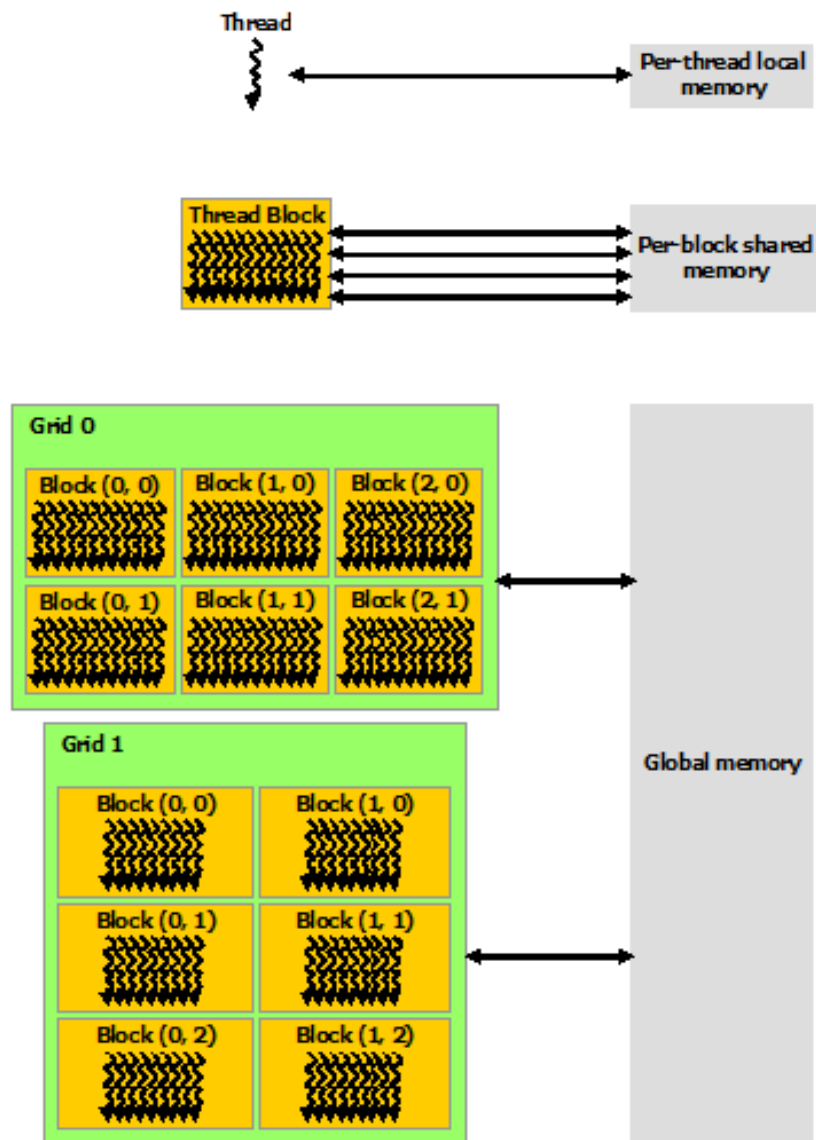 Thread
Per-thread local
memory
Thread Block
Per-block shared
memory
Grid 0
Block (0, 0)
Block (1, 0)
Block (2, 0)
Block (0, 1)
Block (1, 1)
Block (2, 1)
Grid 1
Global memory
Block (0, 0)
Block (1, 0)
Block (0, 1)
Block (1, 1)
Block (0, 2)
Block (1, 2)